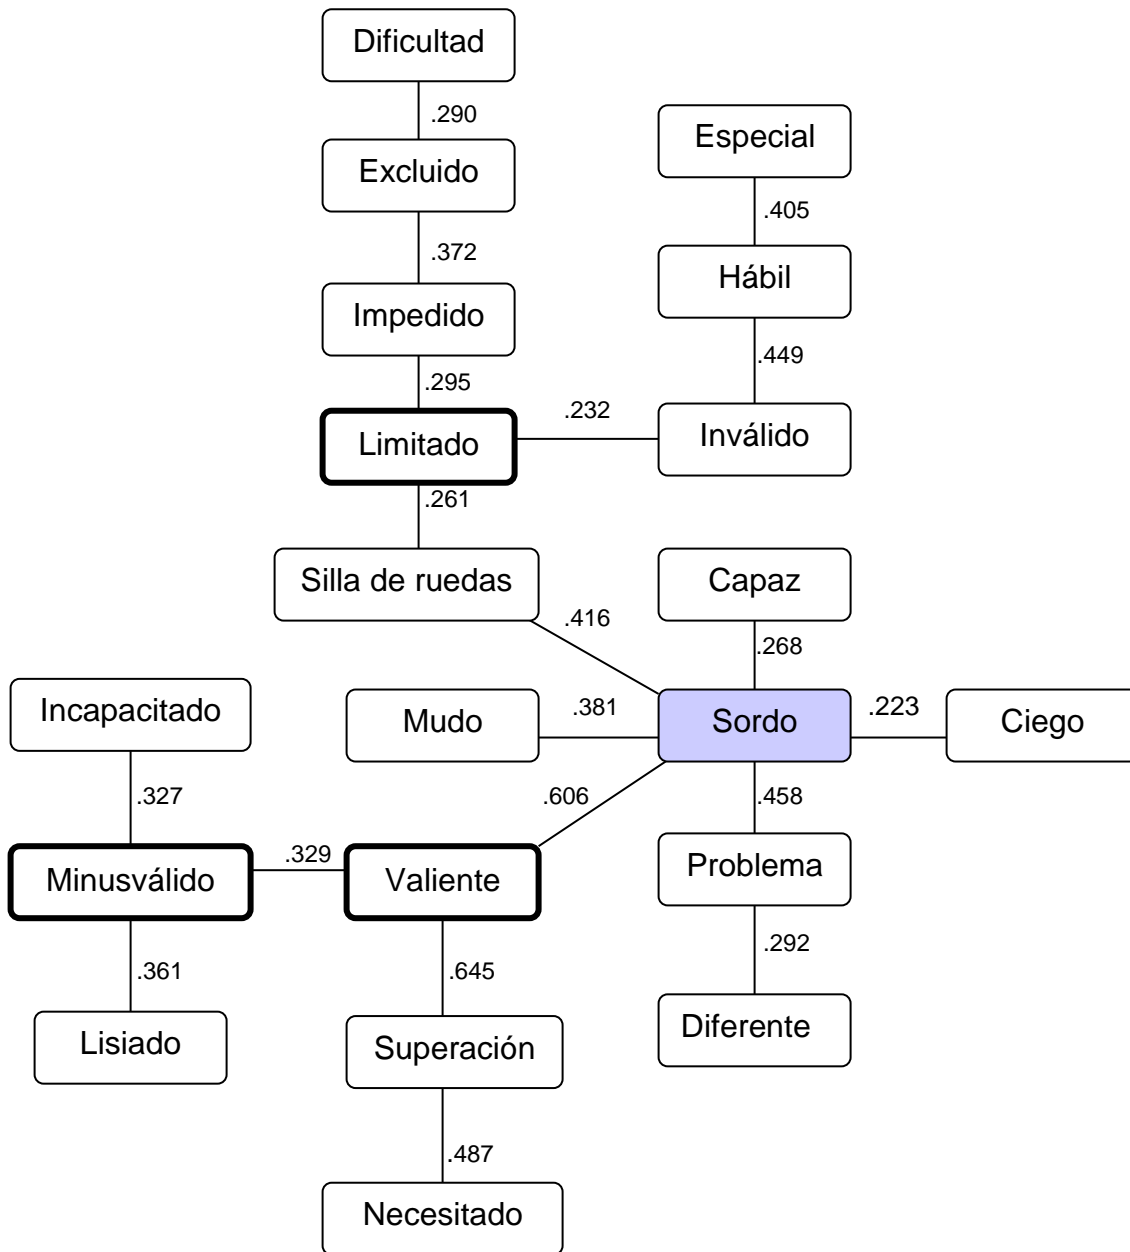 Dificultad
.290
Excluido
Especial
.405
.372
Hábil
Impedido
.449
.295
.232
Limitado
Inválido
.261
Silla de ruedas
Capaz
.416
.268
Incapacitado
Mudo
.381
Sordo
.223
Ciego
.327
.606
.458
.329
Minusválido
Valiente
Problema
.361
.645
.292
Lisiado
Superación
Diferente
.487
Necesitado